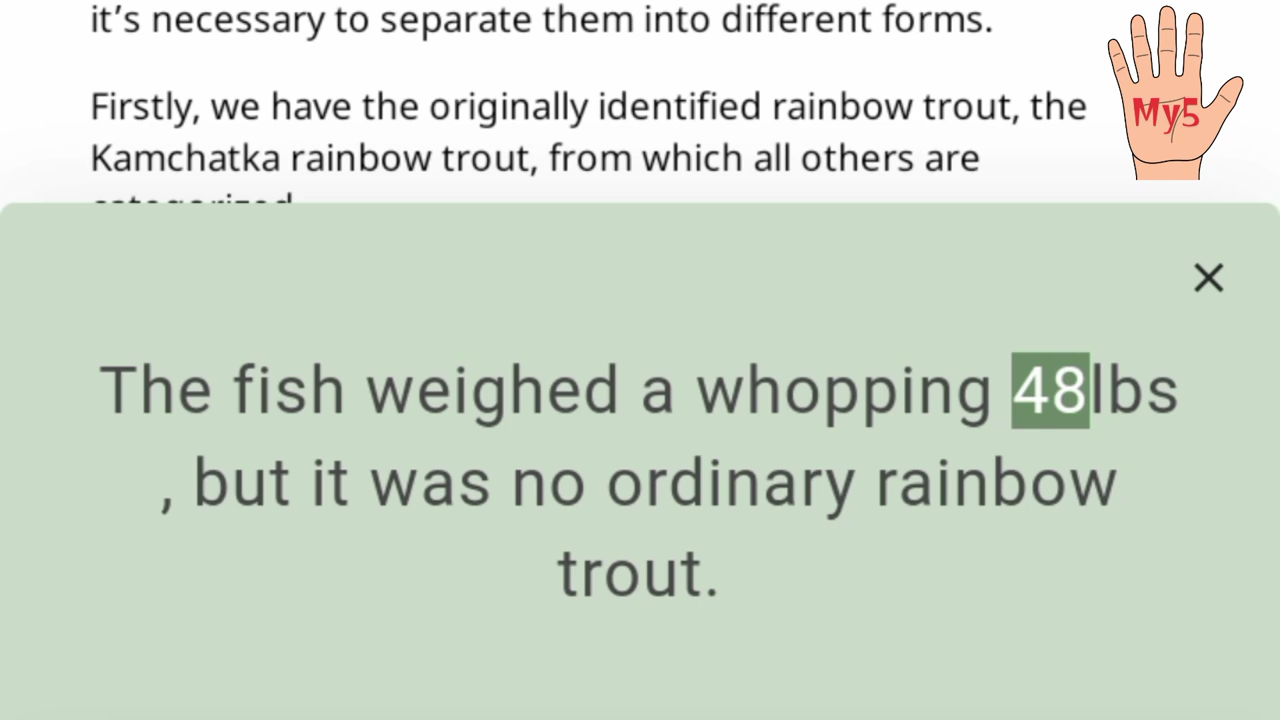 it’s necessary to separate them into different forms.
Firstly, we have the originally identified rainbow trout, the
Kamchatka rainbow trout, from which all others are
categorized
My5
The fish weighed a whopping 48lbs
, but it was no ordinary rainbow
trout.